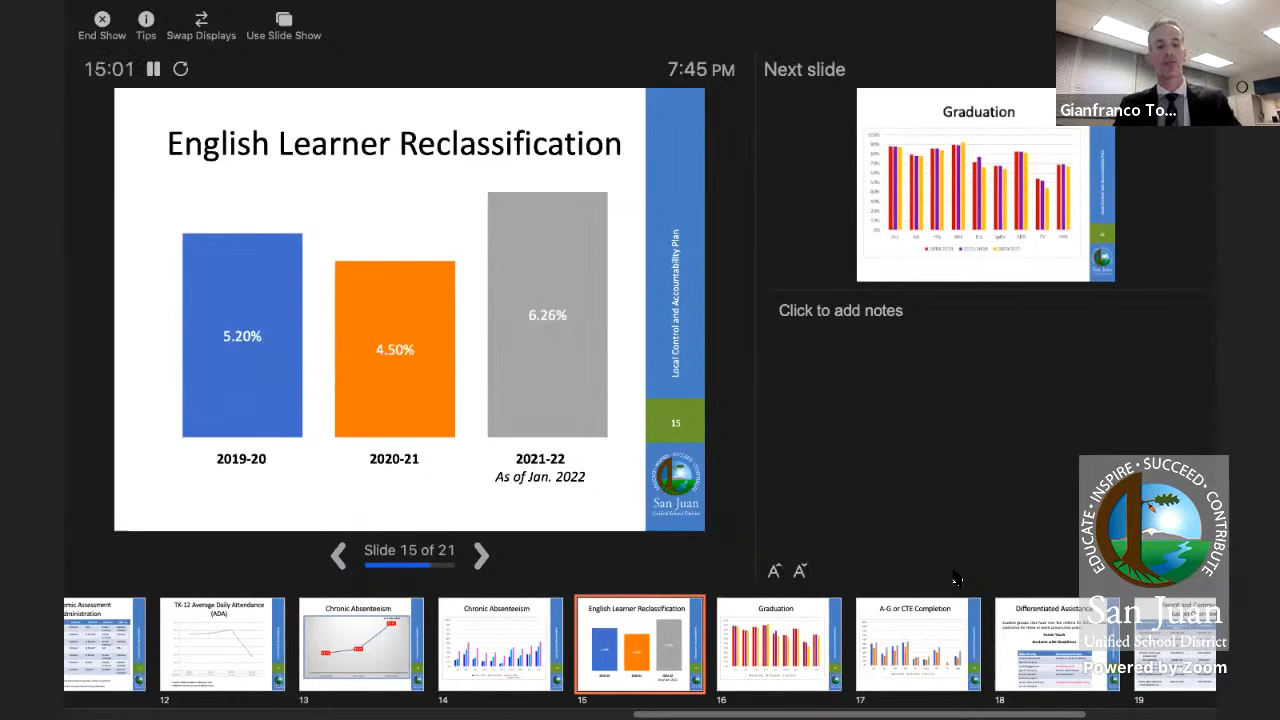 End Show
Tips
Swap Displays
Use Slide Show
15:01
7:45 PM
Next slide
Gianfranco To...
English Learner Reclassification
5.20%
4.50%
6.26%
2019-20
2020-21
2021-22
As of Jan. 2022
Local Control and Accountability Plan
15
San Juan
Unified School District
Graduation
Click to add notes
Slide 15 of 21
TK-12 Average Daily Attendance
(ADA)
Chronic Absenteeism
Chronic Absenteeism
English Learner Reclassification
Graduation
A-G or CTE Completion
12
13
14
15
16
17
18
19
EDUCATE • INSPIRE • SUCCEED • CONTRIBUTE
San Juan
Unified School District
Powered by Zoom